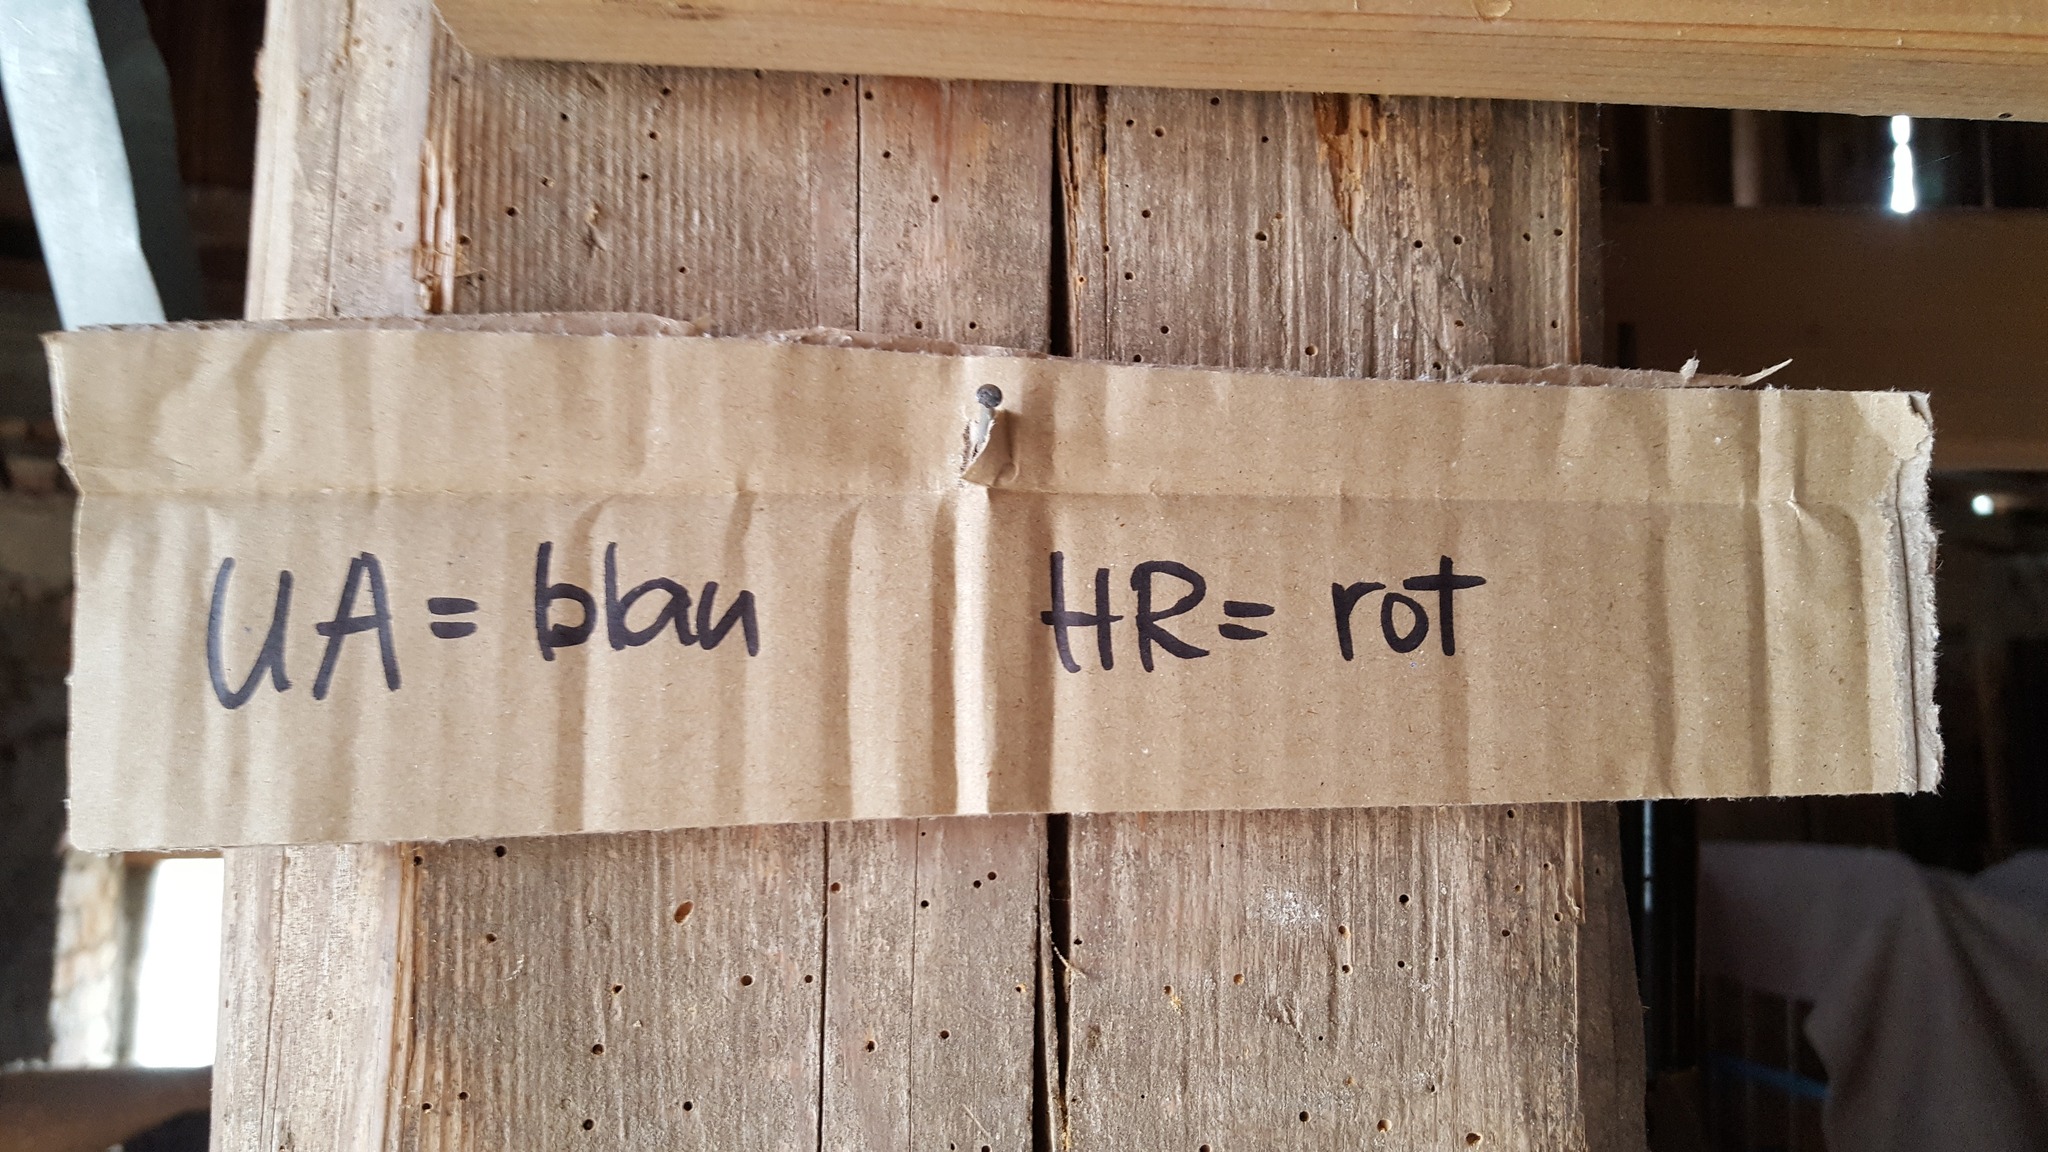 UA = blau HR = rot